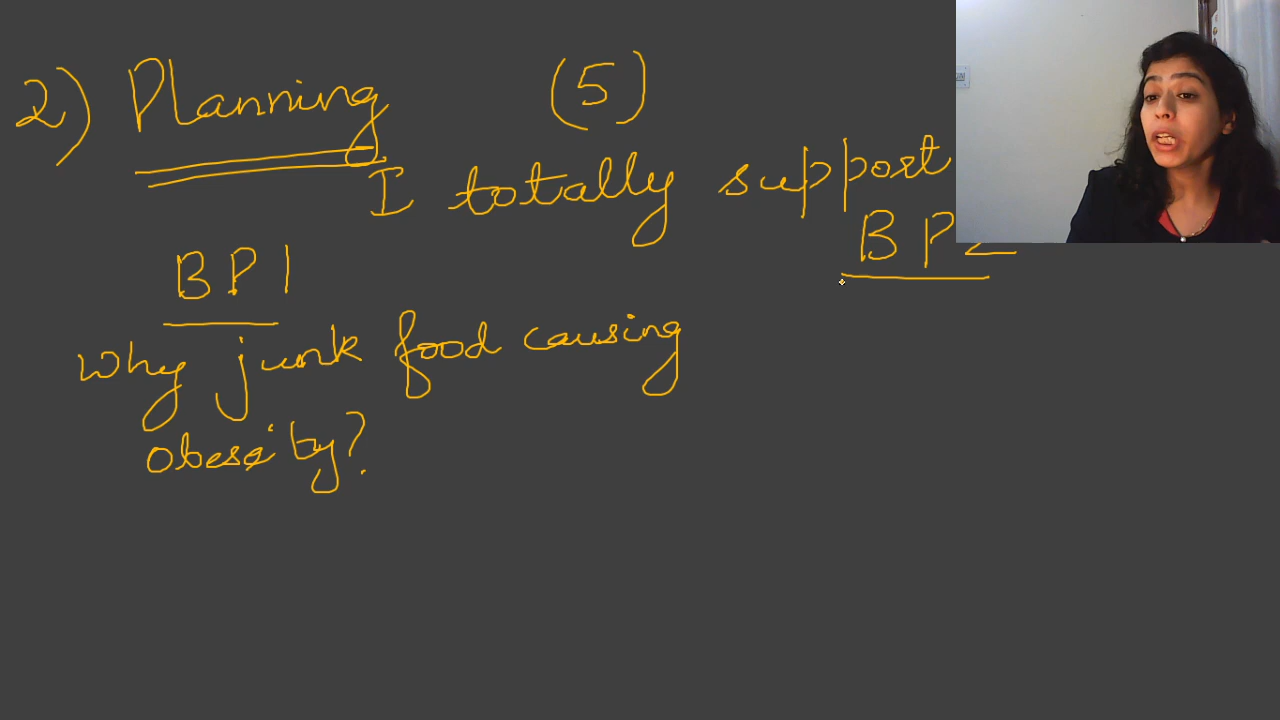 2) Planning (5)
I totally support
BP1
BP2
Why junk food causing
obesity?